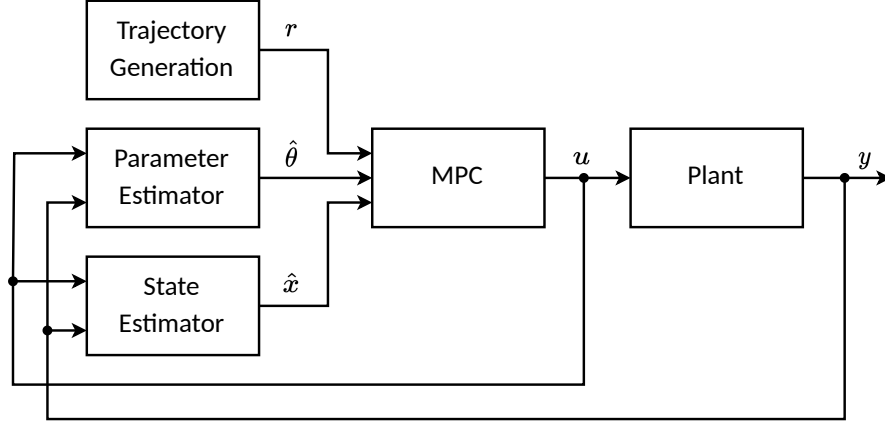 Trajectory
Generation
r
Parameter
Estimator
θ̂
MPC
u
Plant
y
State
Estimator
x̂